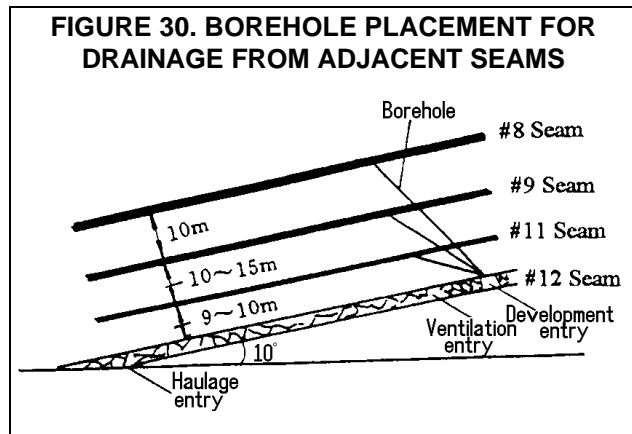 FIGURE 30. BOREHOLE PLACEMENT FOR
DRAINAGE FROM ADJACENT SEAMS
Borehole
#8 Seam
#9 Seam
10m
#11 Seam
10~15m
#12 Seam
9~10m
Development
entry
Ventilation
entry
10°
Haulage
entry